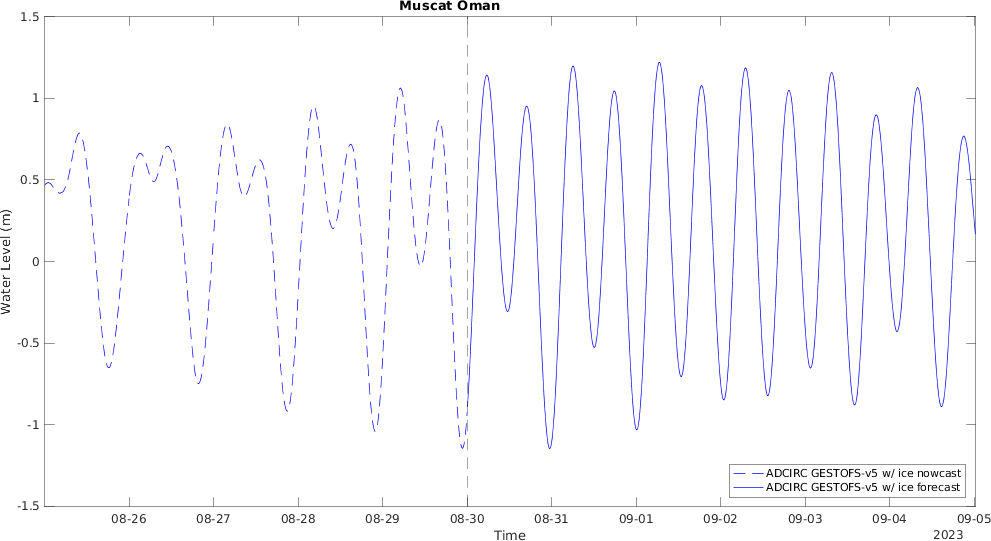 Muscat Oman
1.5
1
0.5
0
-0.5
-1
-1.5
Water Level (m)
08-26 08-27 08-28 08-29 08-30 08-31 09-01 09-02 09-03 09-04 09-05
Time
2023
ADCIRC GESTOFS-v5 w/ ice nowcast
ADCIRC GESTOFS-v5 w/ ice forecast